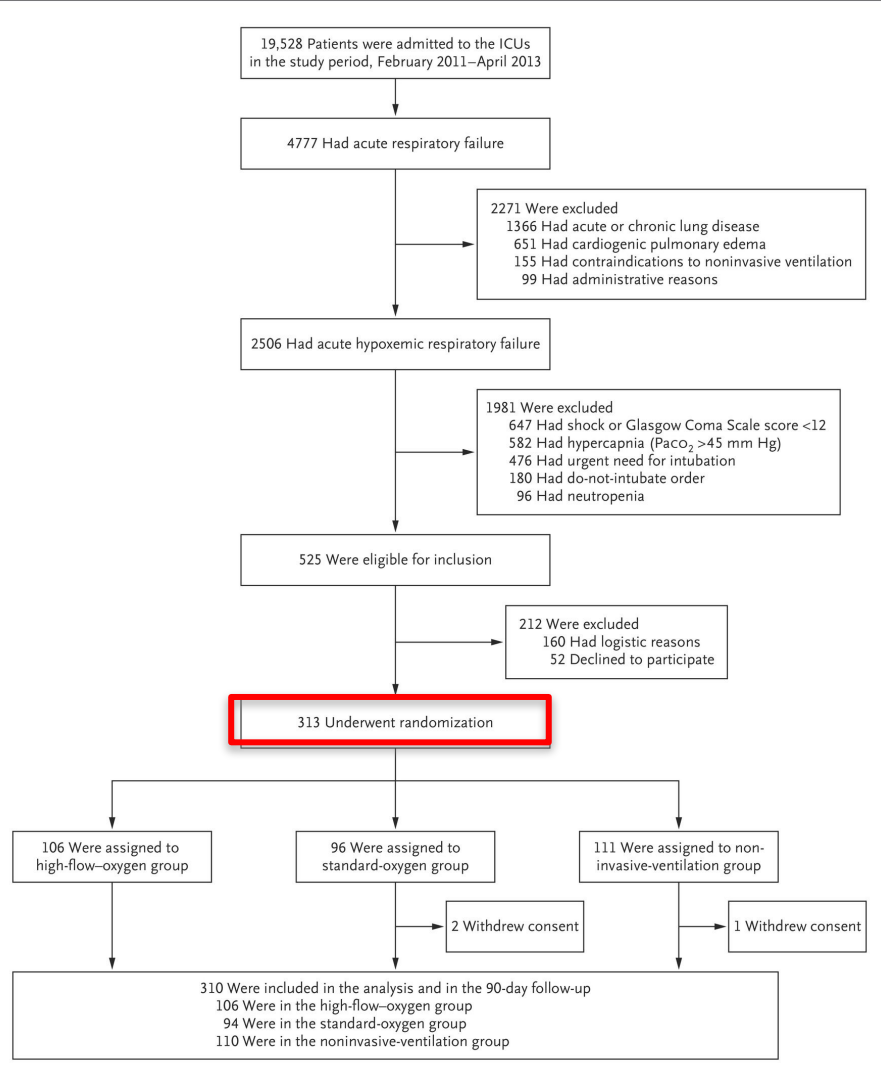 19,528 Patients were admitted to the ICUs
in the study period, February 2011–April 2013
4777 Had acute respiratory failure
2271 Were excluded
1366 Had acute or chronic lung disease
651 Had cardiogenic pulmonary edema
155 Had contraindications to noninvasive ventilation
99 Had administrative reasons
2506 Had acute hypoxemic respiratory failure
1981 Were excluded
647 Had shock or Glasgow Coma Scale score <12
582 Had hypercapnia (PaCO₂ >45 mm Hg)
476 Had urgent need for intubation
180 Had do-not-intubate order
96 Had neutropenia
525 Were eligible for inclusion
212 Were excluded
160 Had logistic reasons
52 Declined to participate
313 Underwent randomization
106 Were assigned to
high-flow–oxygen group
96 Were assigned to
standard-oxygen group
111 Were assigned to non-
invasive-ventilation group
2 Withdrew consent
1 Withdrew consent
310 Were included in the analysis and in the 90-day follow-up
106 Were in the high-flow–oxygen group
94 Were in the standard-oxygen group
110 Were in the noninvasive-ventilation group